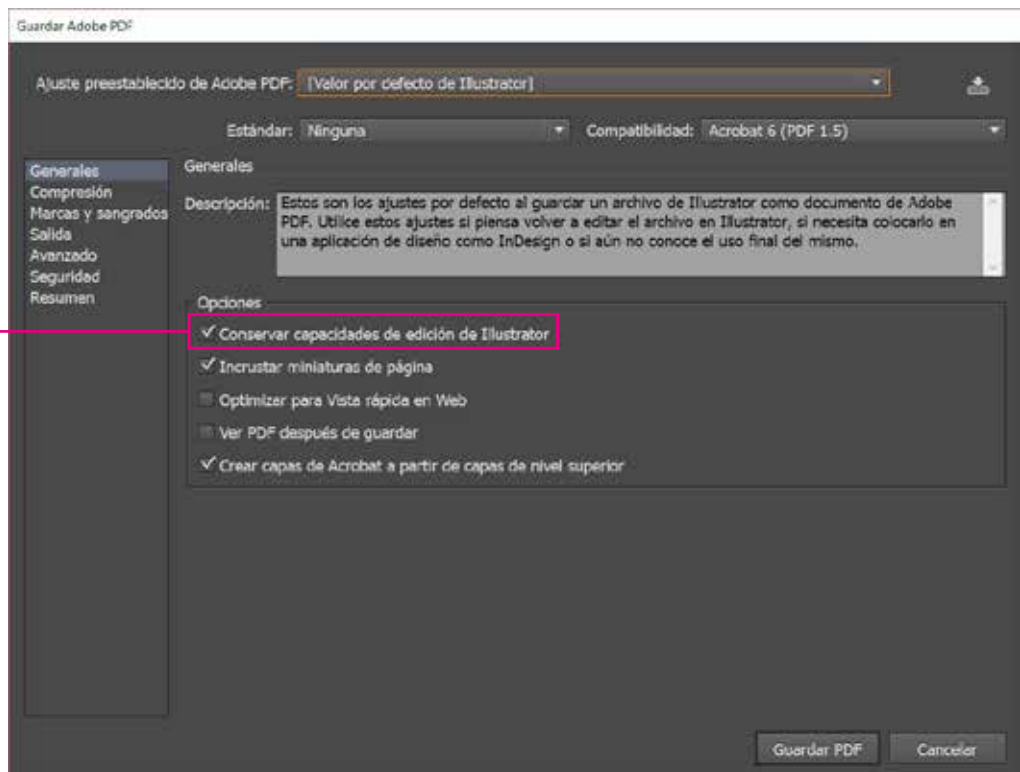 Guardar Adobe PDF
Ajuste preestablecido de Adobe PDF: [Valor por defecto de Illustrator]
Estándar: Ninguna Compatibilidad: Acrobat 6 (PDF 1.5)
Generales
Compresión
Marcas y sangrados
Salida
Avanzado
Seguridad
Resumen
Generales
Descripción: Estos son los ajustes por defecto al guardar un archivo de Illustrator como documento de Adobe
PDF. Utilice estos ajustes si piensa volver a editar el archivo en Illustrator, si necesita colocarlo en
una aplicación de diseño como InDesign o si aún no conoce el uso final del mismo.
Opciones
Conservar capacidades de edición de Illustrator
Incrustar miniaturas de página
Optimizar para Vista rápida en Web
Ver PDF después de guardar
Crear capas de Acrobat a partir de capas de nivel superior
Guardar PDF Cancelar